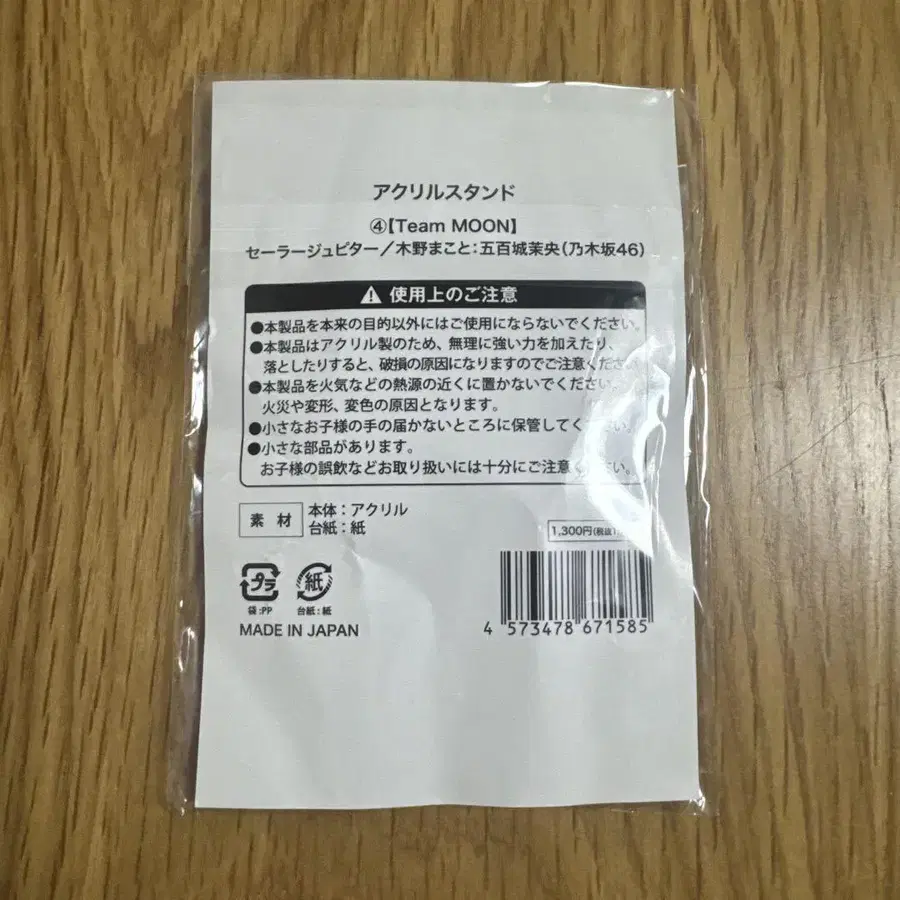 アクリルスタンド
④【Team MOON】
セーラージュピター／木野まこと：五百城茉央（乃木坂46）
使用上のご注意
●本製品を本来の目的以外にはご使用にならないでください。
●本製品はアクリル製のため、無理に強い力を加えたり、
落としたりすると、破損の原因になりますのでご注意ください
●本製品を火気などの熱源の近くに置かないでください。
火災や変形、変色の原因となります。
●小さなお子様の手の届かないところに保管してください。
●小さな部品があります。
お子様の誤飲などお取り扱いには十分にご注意ください。
素材
本体：アクリル
台紙：紙
1,300円(税抜
プラ
紙
袋:PP
台紙:紙
MADE IN JAPAN
4 573478 671585